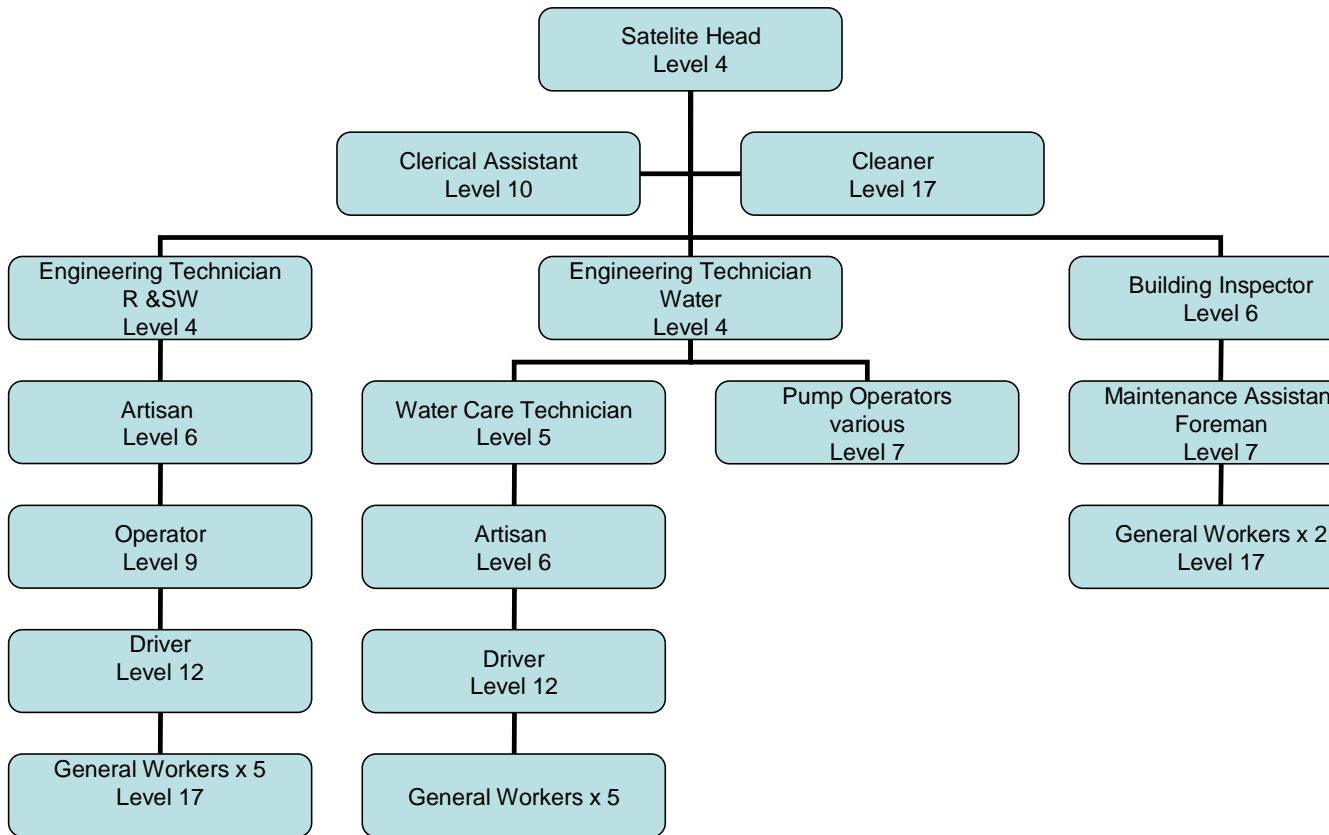 Satelite Head
Level 4
Clerical Assistant
Level 10
Cleaner
Level 17
Engineering Technician
R &SW
Level 4
Engineering Technician
Water
Level 4
Building Inspector
Level 6
Artisan
Level 6
Water Care Technician
Level 5
Pump Operators
various
Level 7
Maintenance Assistan
Foreman
Level 7
Operator
Level 9
Artisan
Level 6
General Workers x 2
Level 17
Driver
Level 12
Driver
Level 12
General Workers x 5
Level 17
General Workers x 5